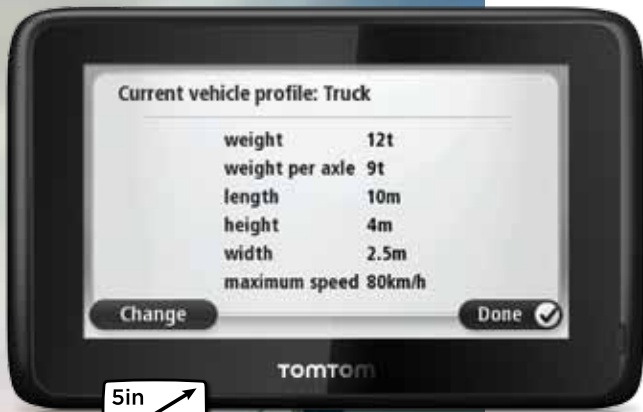 Current vehicle profile: Truck
weight 12t
weight per axle 9t
length 10m
height 4m
width 2.5m
maximum speed 80km/h
Change Done
TOMTOM
5in